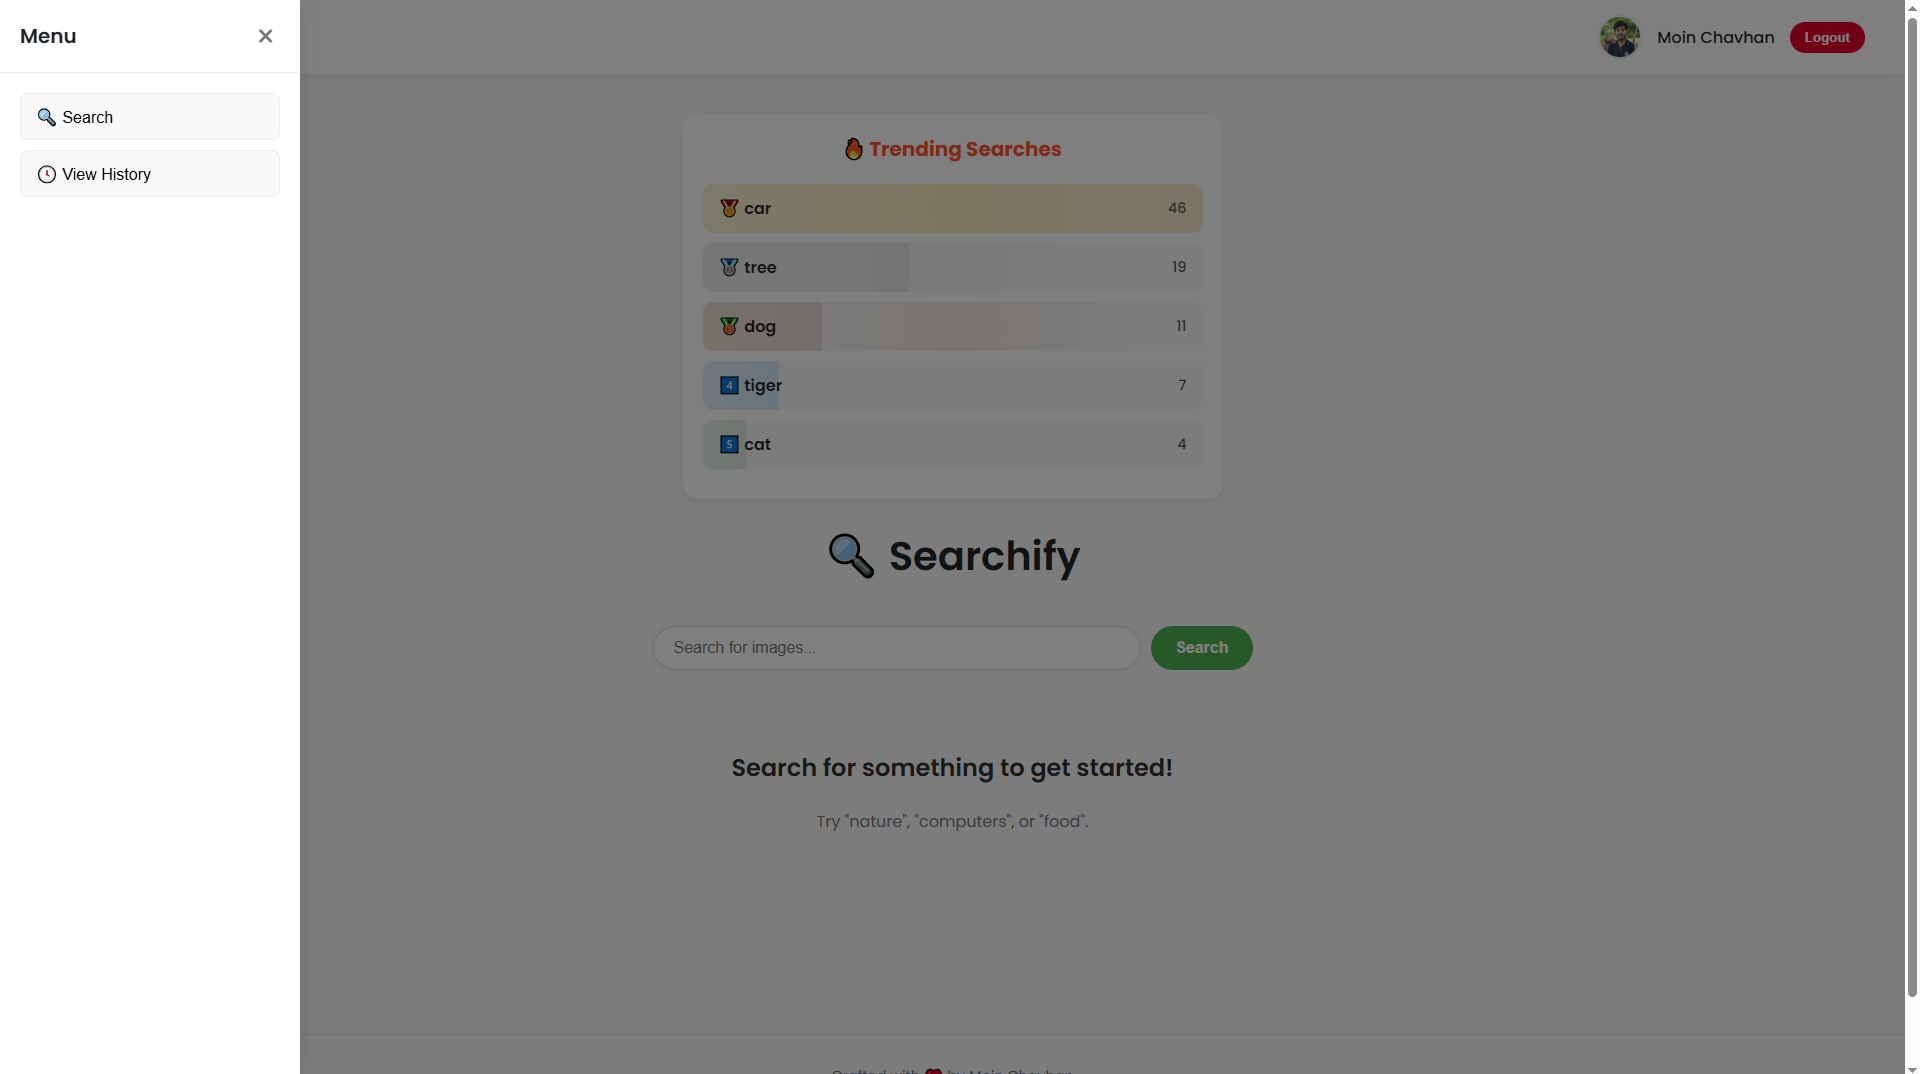 Menu ×
🔍 Search
🕒 View History
Moin Chavhan Logout
🔥 Trending Searches
🥇 car 46
🥈 tree 19
🥉 dog 11
4️⃣ tiger 7
5️⃣ cat 4
🔍 Searchify
Search for images... Search
Search for something to get started!
Try "nature", "computers", or "food".
Crafted with ❤️ by Moin Chavhan